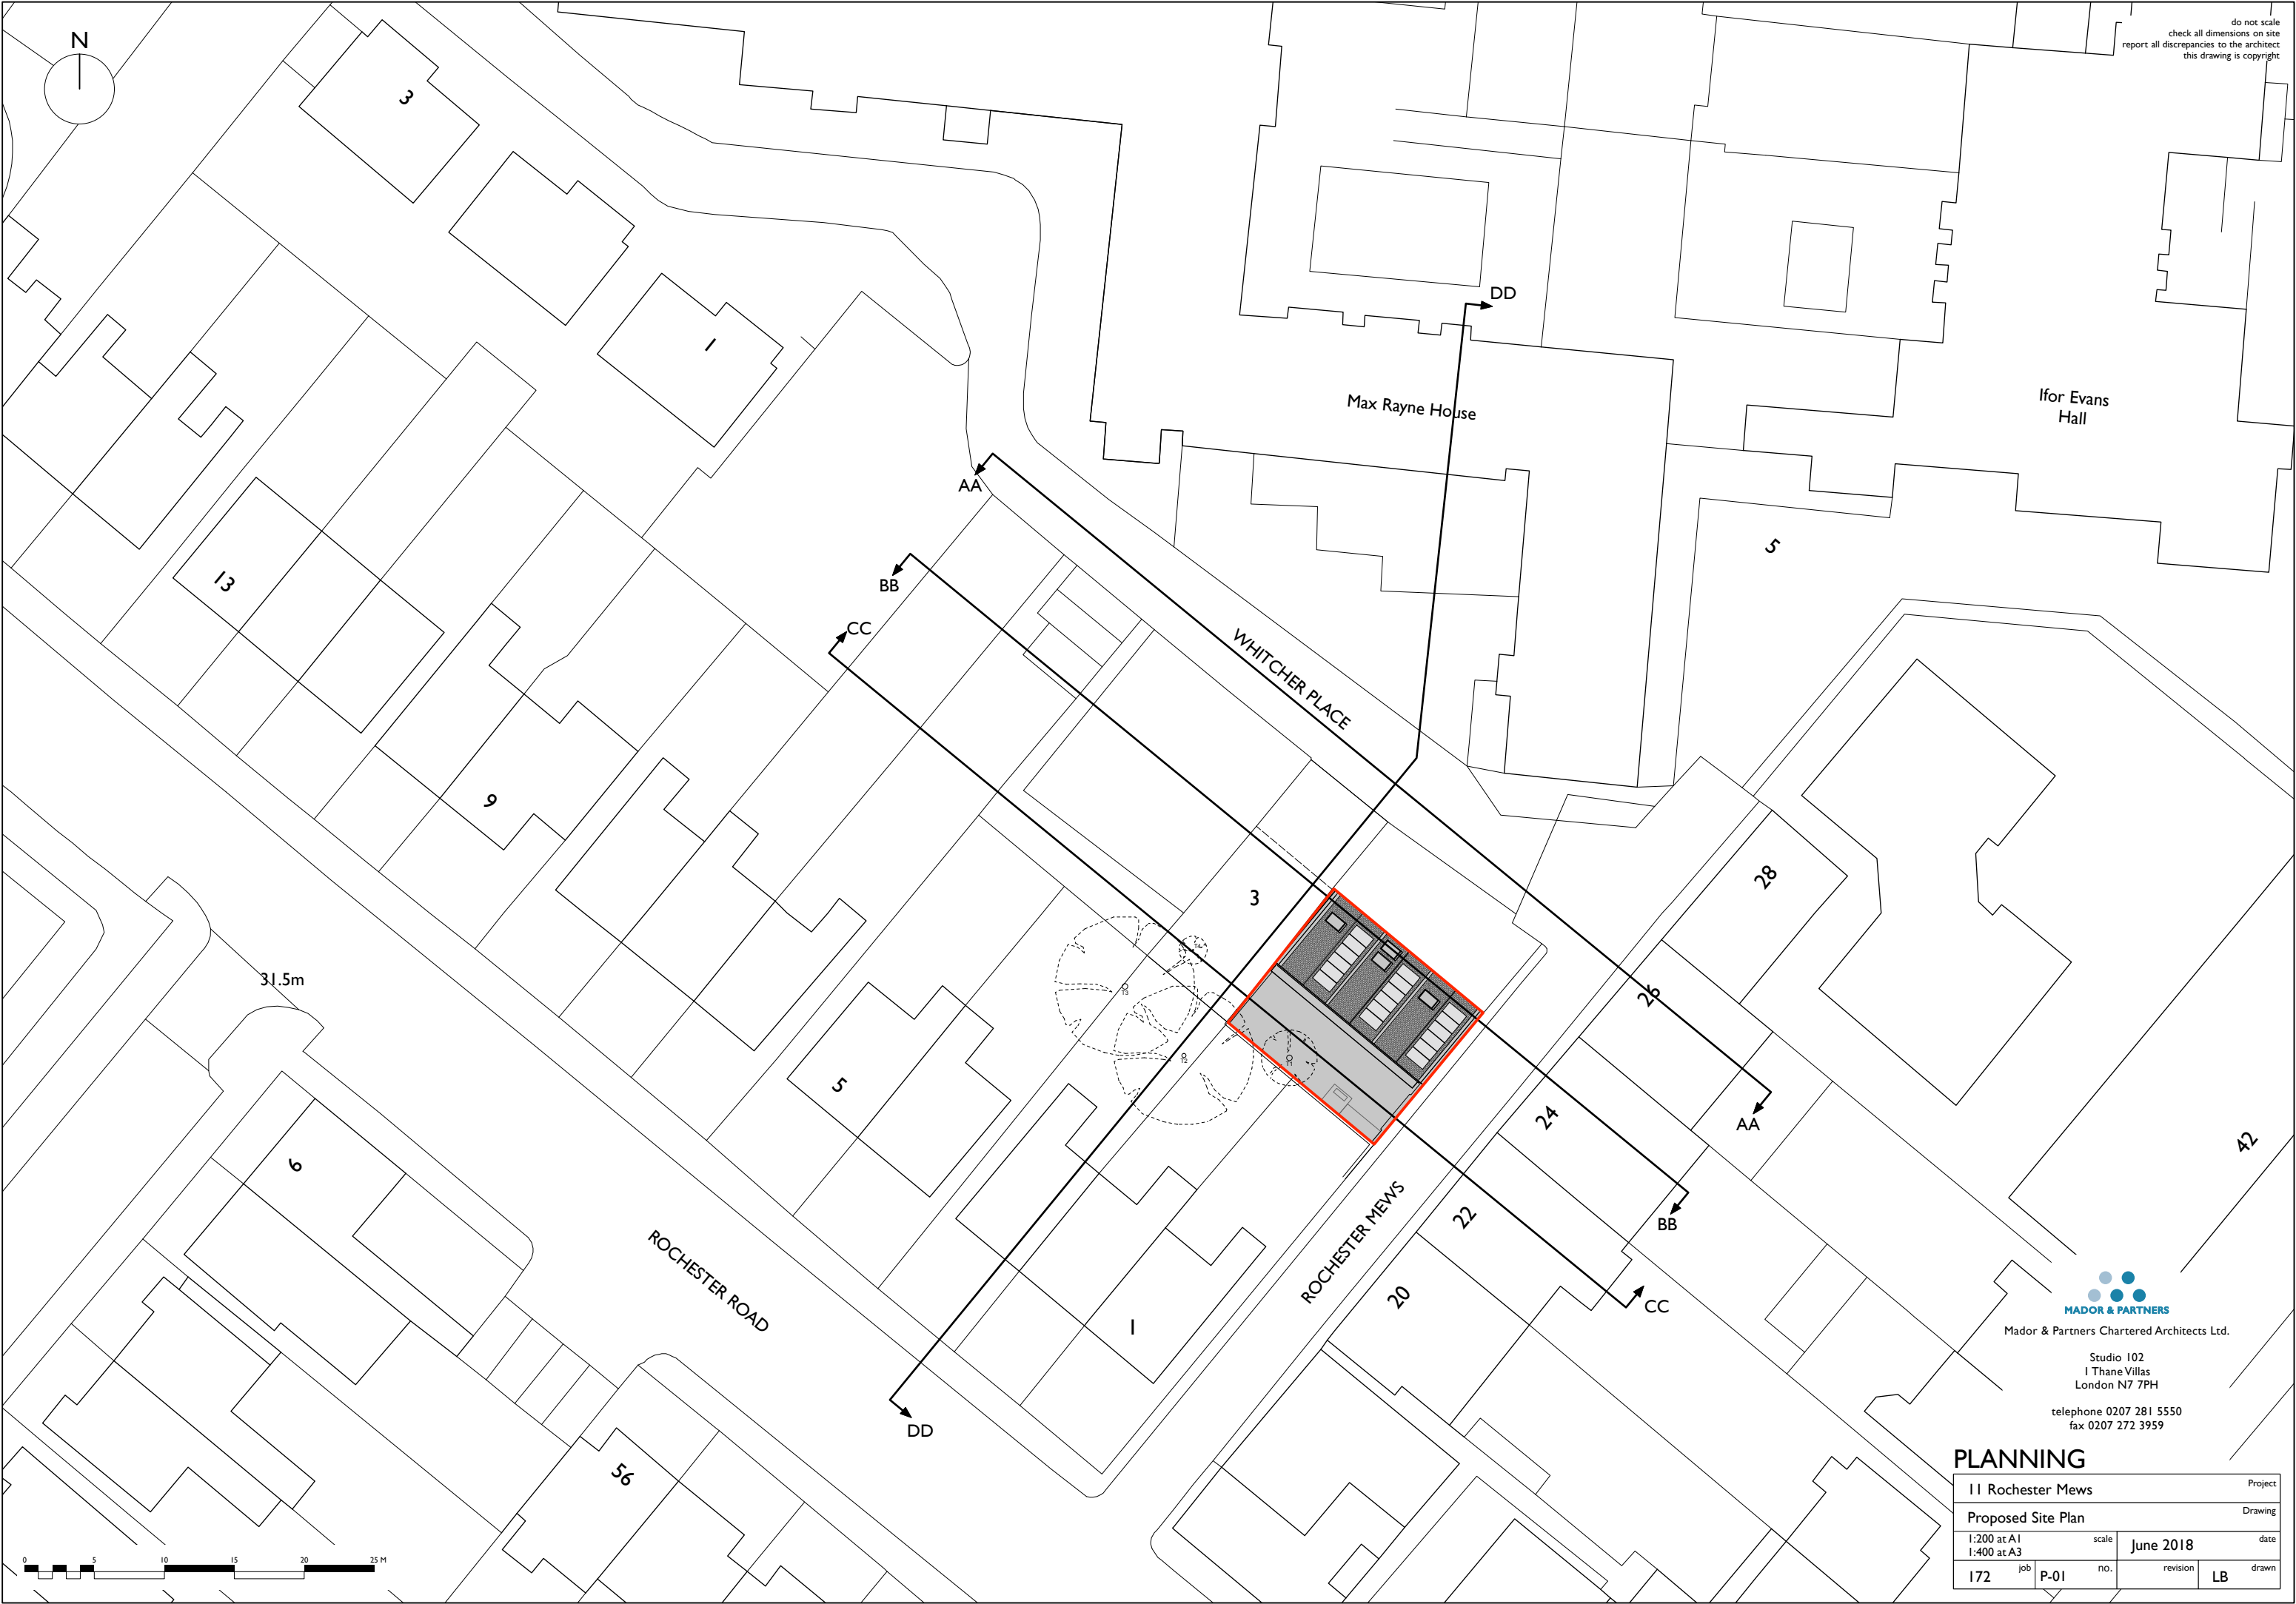 do not scale
check all dimensions on site
report all discrepancies to the architect
this drawing is copyright
N
3
1
DD
Max Rayne House
Ifor Evans
Hall
AA
5
BB
13
CC
WHITCHER PLACE
9
28
3
31.5m
26
T3
T2
T1
5
24
AA
42
6
22
BB
ROCHESTER MEWS
ROCHESTER ROAD
20
CC
1
DD
56
MADOR & PARTNERS
Mador & Partners Chartered Architects Ltd.
Studio 102
1 Thane Villas
London N7 7PH
telephone 0207 281 5550
fax 0207 272 3959
PLANNING
11 Rochester Mews Project
Proposed Site Plan Drawing
1:200 at A1
1:400 at A3 scale
June 2018 date
172 job
P-01 no.
revision
LB drawn
0 5 10 15 20 25 M